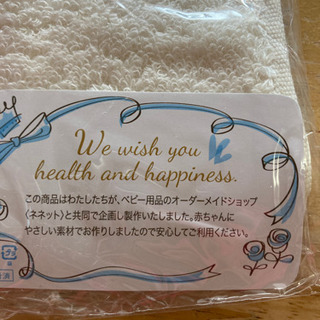 We wish you
health and happiness.
この商品はわたしたちが、ベビー用品のオーダーメイドショップ
〈ネネット〉と共同で企画し製作いたしました。赤ちゃんに
やさしい素材でお作りしましたので安心してご利用ください。